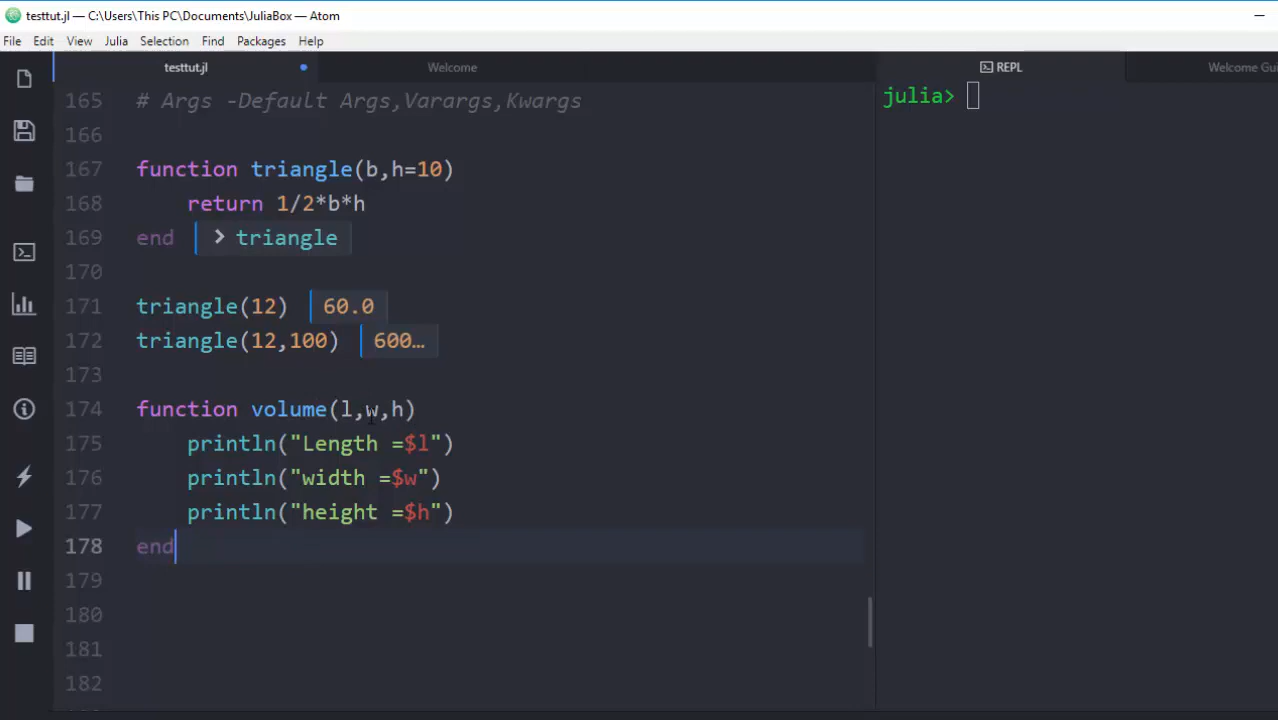 testtut.jl — C:\Users\This PC\Documents\JuliaBox — Atom
File Edit View Julia Selection Find Packages Help
testtut.jl Welcome REPL Welcome Gui
165 # Args -Default Args,Varargs,Kwargs
julia>
166
167 function triangle(b,h=10)
168 return 1/2*b*h
169 end > triangle
170
171 triangle(12) 60.0
172 triangle(12,100) 600…
173
174 function volume(l,w,h)
175 println("Length =$l")
176 println("width =$w")
177 println("height =$h")
178 end
179
180
181
182